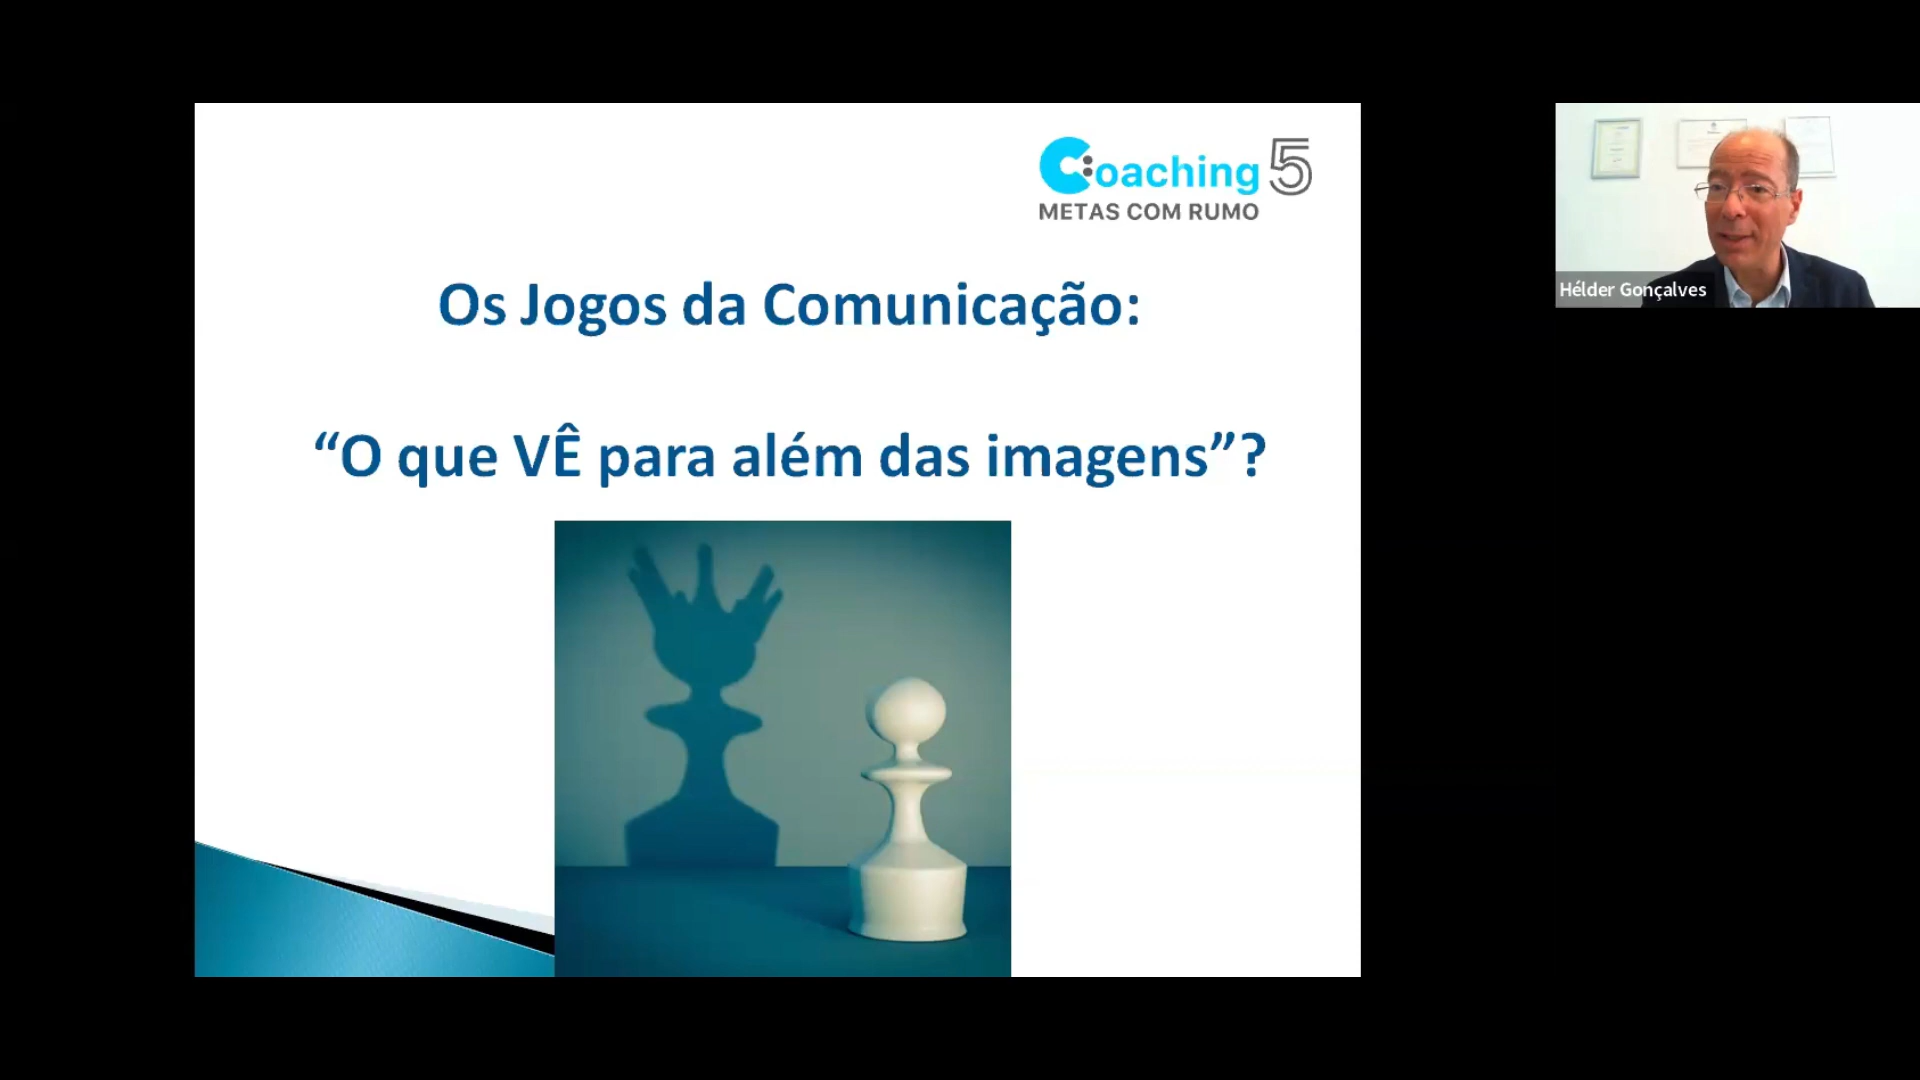 Coaching 5
METAS COM RUMO
Os Jogos da Comunicação:
“O que VÊ para além das imagens”?
Hélder Gonçalves